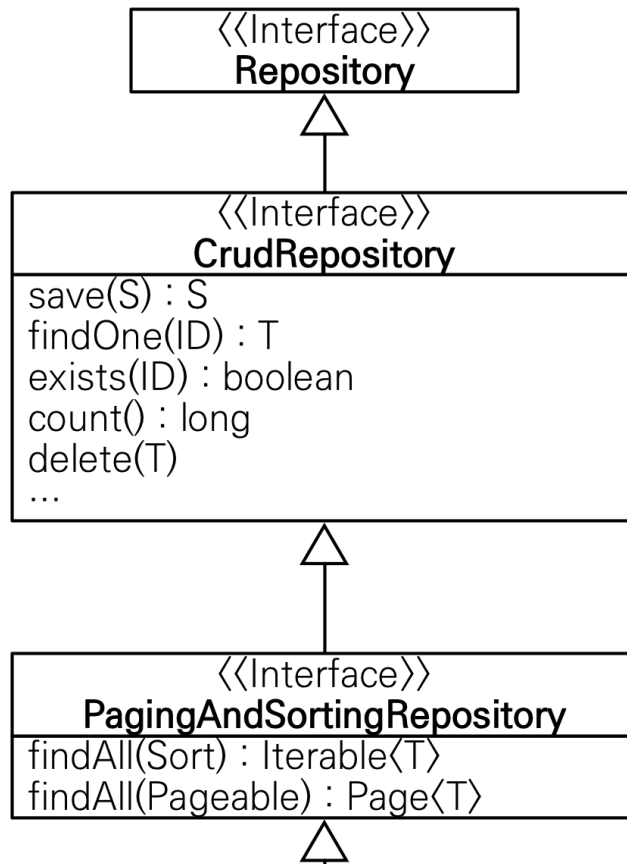 〈〈Interface〉〉
Repository
〈〈Interface〉〉
CrudRepository
save(S) : S
findOne(ID) : T
exists(ID) : boolean
count() : long
delete(T)
...
〈〈Interface〉〉
PagingAndSortingRepository
findAll(Sort) : Iterable〈T〉
findAll(Pageable) : Page〈T〉